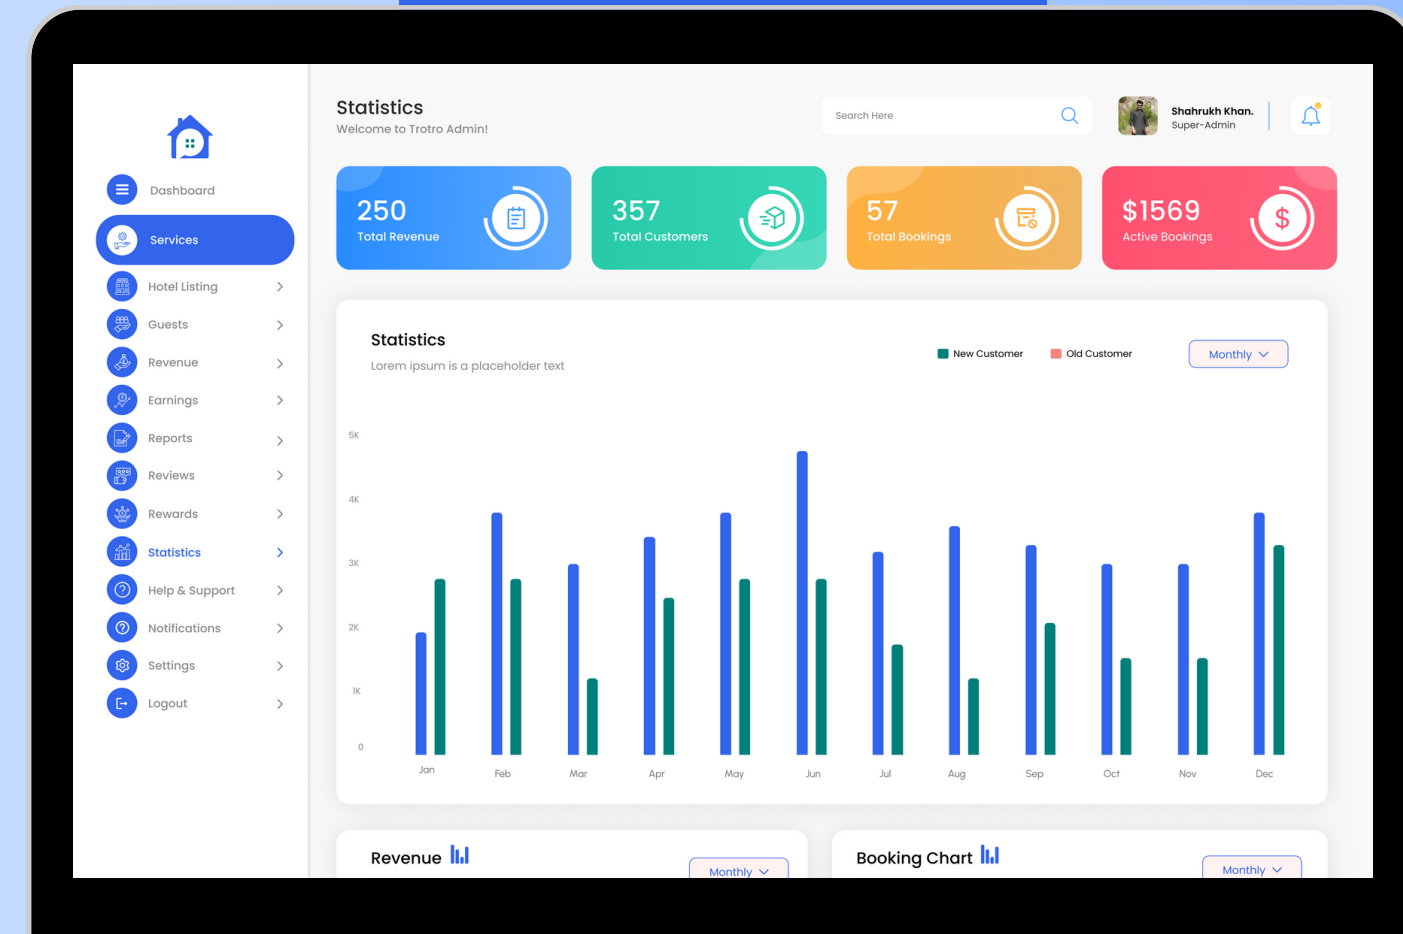 Statistics
Welcome to Trotro Admin!
Search Here
Shahrukh Khan.
Super-Admin
Dashboard
Services
Hotel Listing
Guests
Revenue
Earnings
Reports
Reviews
Rewards
Statistics
Help & Support
Notifications
Settings
Logout
250
Total Revenue
357
Total Customers
57
Total Bookings
$1569
Active Bookings
$
Statistics
Lorem ipsum is a placeholder text
New Customer
Old Customer
Monthly
5K
4K
3K
2K
1K
0
Jan Feb Mar Apr May Jun Jul Aug Sep Oct Nov Dec
Revenue
Monthly
Booking Chart
Monthly